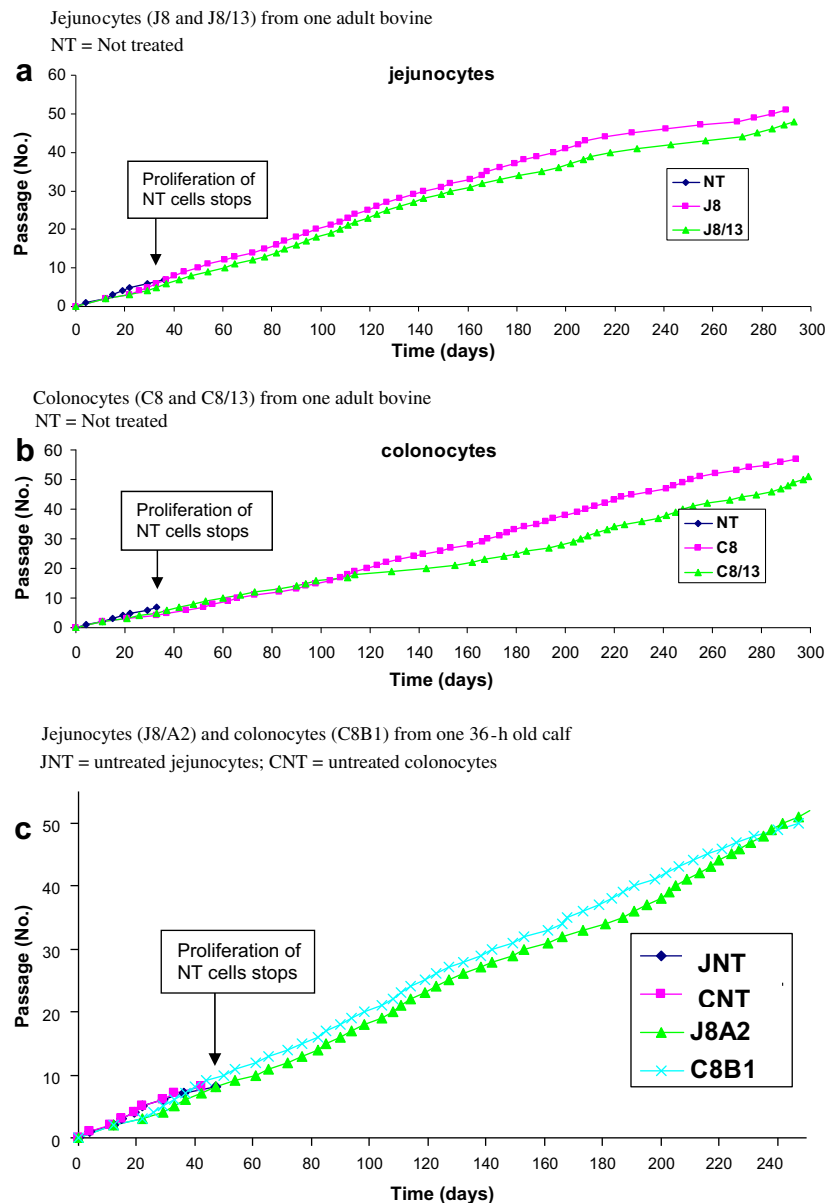 Jejunocytes (J8 and J8/13) from one adult bovine
NT = Not treated
a
jejunocytes
Passage (No.)
60
50
40
30
20
10
0
Proliferation of
NT cells stops
NT
J8
J8/13
0 20 40 60 80 100 120 140 160 180 200 220 240 260 280 300
Time (days)
Colonocytes (C8 and C8/13) from one adult bovine
NT = Not treated
b
colonocytes
Passage (No.)
60
50
40
30
20
10
0
Proliferation of
NT cells stops
NT
C8
C8/13
0 20 40 60 80 100 120 140 160 180 200 220 240 260 280 300
Time (days)
Jejunocytes (J8/A2) and colonocytes (C8B1) from one 36-h old calf
JNT = untreated jejunocytes; CNT = untreated colonocytes
c
Passage (No.)
50
40
30
20
10
0
Proliferation of
NT cells stops
JNT
CNT
J8A2
C8B1
0 20 40 60 80 100 120 140 160 180 200 220 240
Time (days)